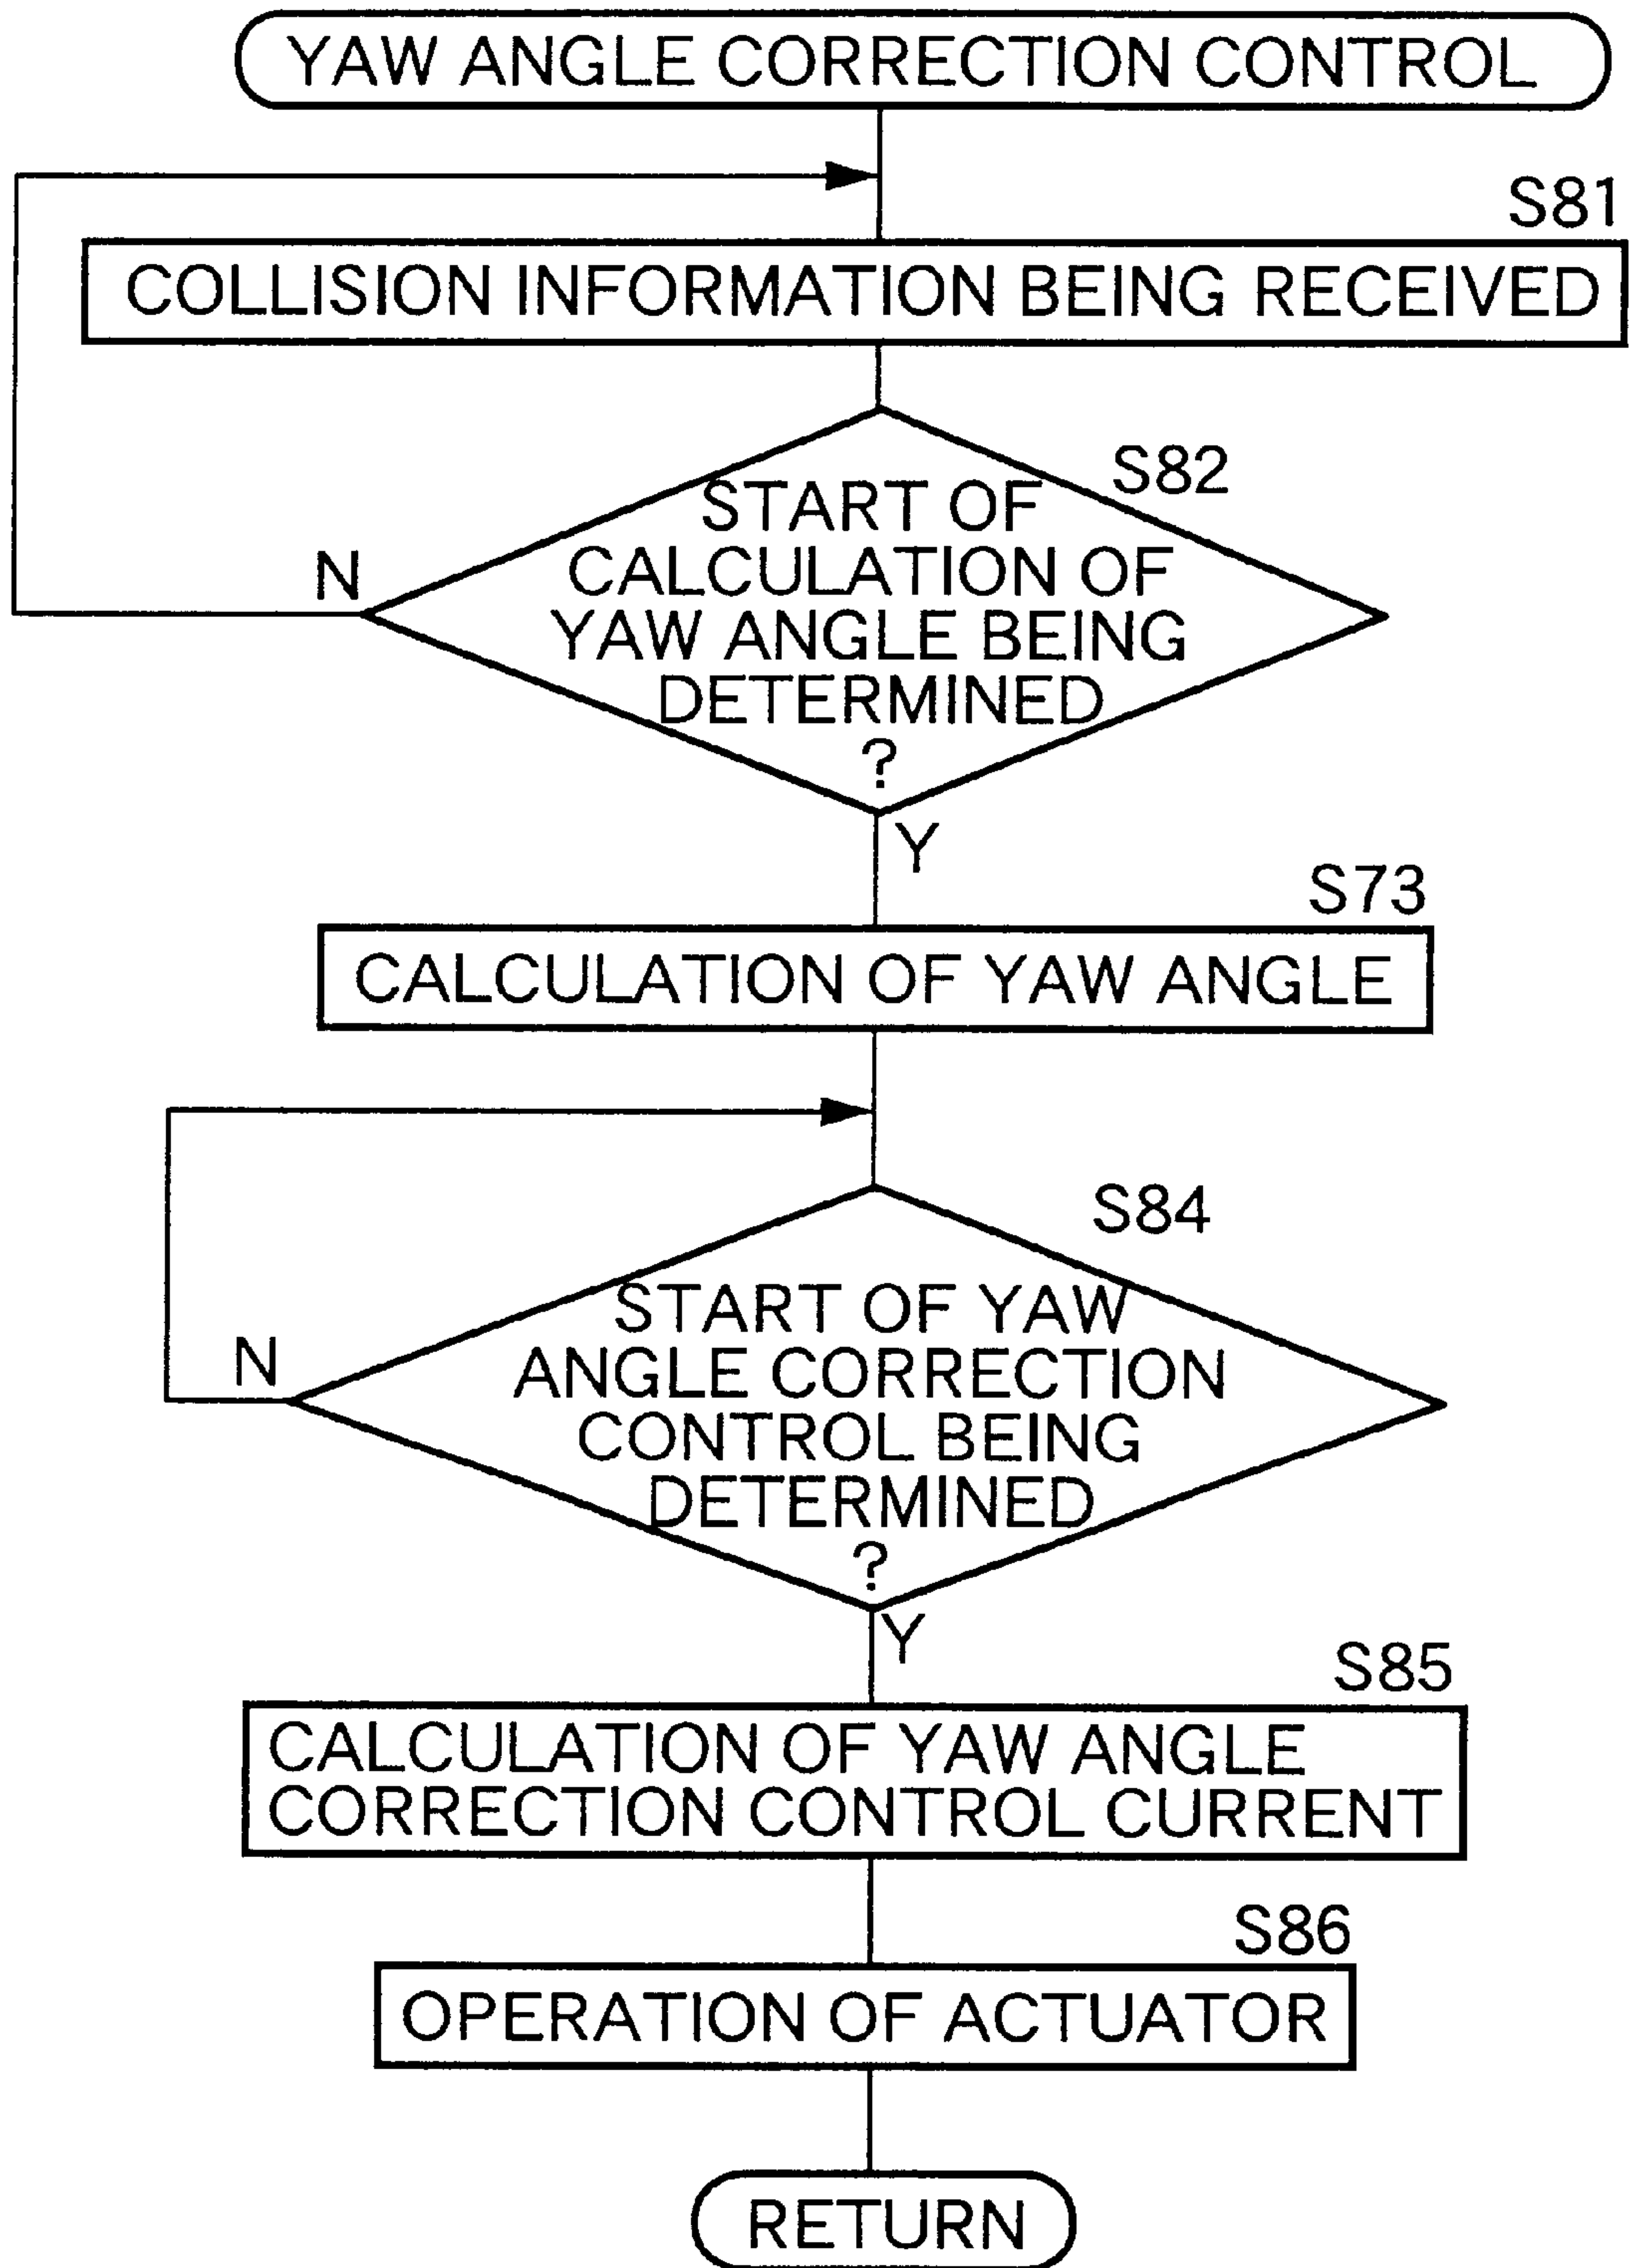 YAW ANGLE CORRECTION CONTROL
S81
COLLISION INFORMATION BEING RECEIVED
S82
START OF
CALCULATION OF
YAW ANGLE BEING
DETERMINED
?
N
Y
S73
CALCULATION OF YAW ANGLE
S84
START OF YAW
ANGLE CORRECTION
CONTROL BEING
DETERMINED
?
N
Y
S85
CALCULATION OF YAW ANGLE
CORRECTION CONTROL CURRENT
S86
OPERATION OF ACTUATOR
RETURN